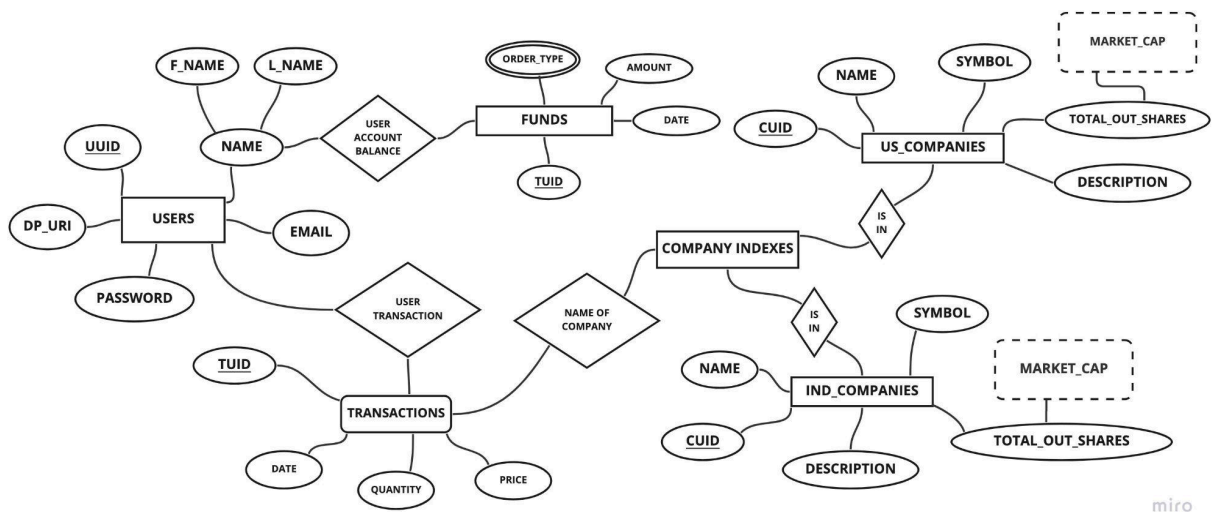 MARKET_CAP
F_NAME
L_NAME
ORDER_TYPE
AMOUNT
NAME
SYMBOL
USER
ACCOUNT
BALANCE
FUNDS
DATE
CUID
TOTAL_OUT_SHARES
UUID
NAME
US_COMPANIES
TUID
DESCRIPTION
USERS
DP_URI
EMAIL
IS
IN
COMPANY INDEXES
PASSWORD
USER
TRANSACTION
NAME OF
COMPANY
IS
IN
SYMBOL
TUID
NAME
MARKET_CAP
IND_COMPANIES
TRANSACTIONS
CUID
TOTAL_OUT_SHARES
DATE
QUANTITY
PRICE
DESCRIPTION
miro